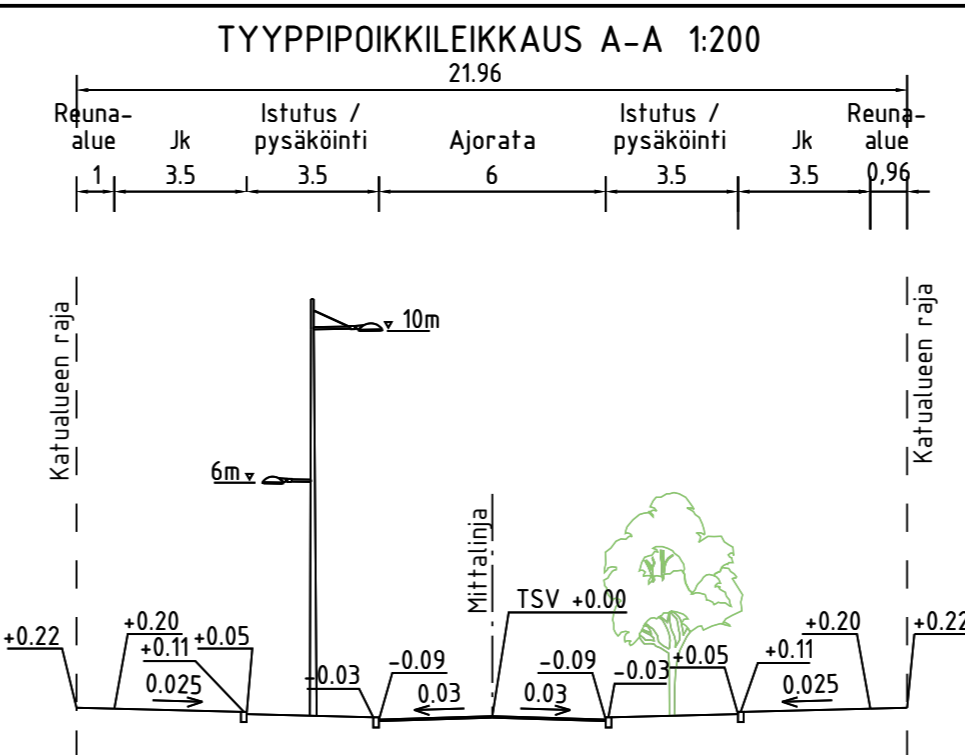 TYYPPIPOIKKILEIKKAUS A-A 1:200
21.96
Reuna-
alue
Jk
Istutus /
pysäköinti
Ajorata
Istutus /
pysäköinti
Jk
Reuna-
alue
1
3.5
3.5
6
3.5
3.5
0,96
Katualueen raja
Katualueen raja
10m
6m
Mittalinja
TSV +0.00
+0.22
+0.20
+0.11
+0.05
0.025
-0.03
-0.09
0.03
0.03
-0.09
-0.03
+0.05
+0.11
+0.20
0.025
+0.22